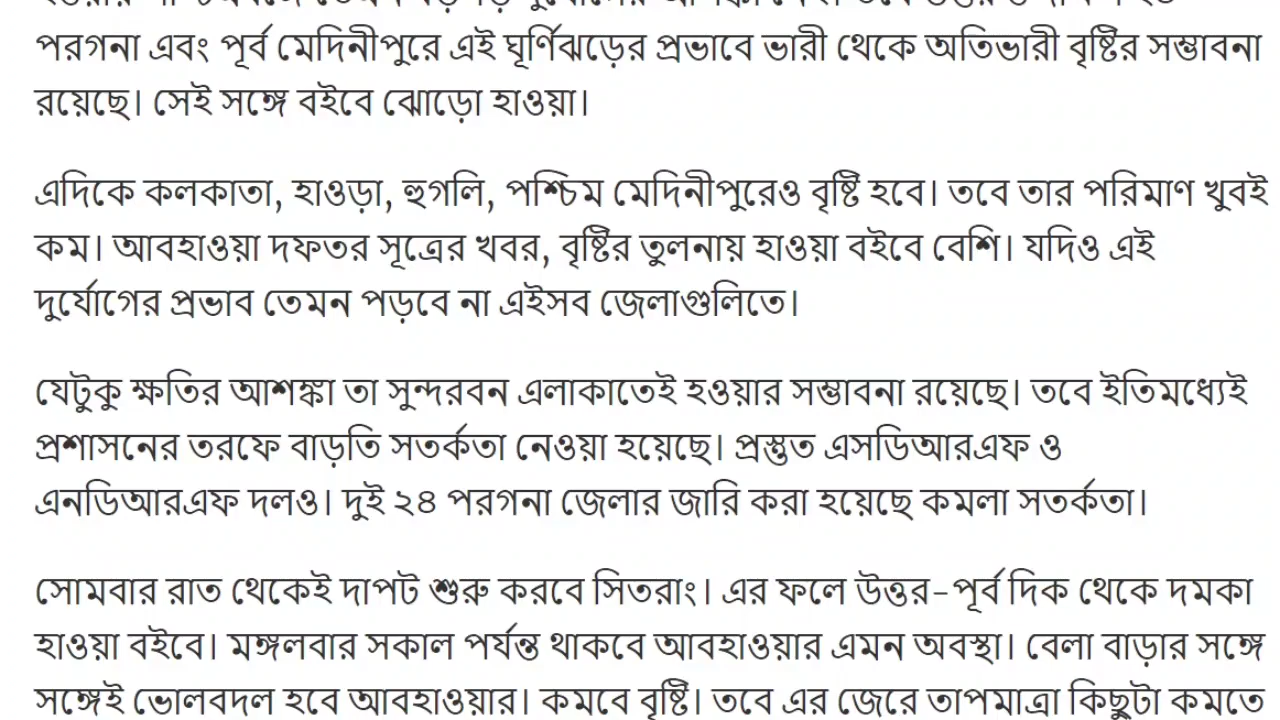 পরগনা এবং পূর্ব মেদিনীপুরে এই ঘূর্ণিঝড়ের প্রভাবে ভারী থেকে অতিভারী বৃষ্টির সম্ভাবনা
রয়েছে। সেই সঙ্গে বইবে ঝোড়ো হাওয়া।
এদিকে কলকাতা, হাওড়া, হুগলি, পশ্চিম মেদিনীপুরেও বৃষ্টি হবে। তবে তার পরিমাণ খুবই
কম। আবহাওয়া দফতর সূত্রের খবর, বৃষ্টির তুলনায় হাওয়া বইবে বেশি। যদিও এই
দুর্যোগের প্রভাব তেমন পড়বে না এইসব জেলাগুলিতে।
যেটুকু ক্ষতির আশঙ্কা তা সুন্দরবন এলাকাতেই হওয়ার সম্ভাবনা রয়েছে। তবে ইতিমধ্যেই
প্রশাসনের তরফে বাড়তি সতর্কতা নেওয়া হয়েছে। প্রস্তুত এসডিআরএফ ও
এনডিআরএফ দলও। দুই ২৪ পরগনা জেলার জারি করা হয়েছে কমলা সতর্কতা।
সোমবার রাত থেকেই দাপট শুরু করবে সিতরাং। এর ফলে উত্তর-পূর্ব দিক থেকে দমকা
হাওয়া বইবে। মঙ্গলবার সকাল পর্যন্ত থাকবে আবহাওয়ার এমন অবস্থা। বেলা বাড়ার সঙ্গে
সঙ্গেই ভোলবদল হবে আবহাওয়ার। কমবে বৃষ্টি। তবে এর জেরে তাপমাত্রা কিছুটা কমতে